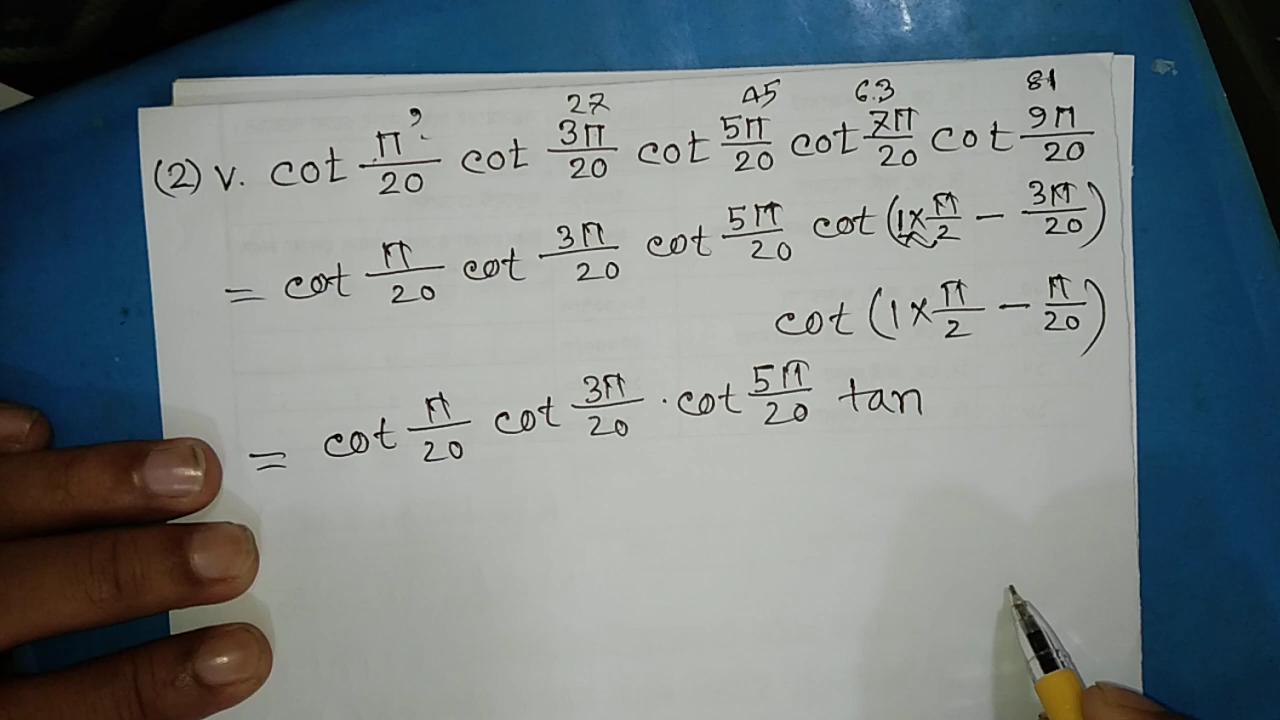 27 45 63 81
(2) v. cot π/20 cot 3π/20 cot 5π/20 cot 7π/20 cot 9π/20
= cot π/20 cot 3π/20 cot 5π/20 cot (1×π/2 − 3π/20)
cot (1×π/2 − π/20)
= cot π/20 cot 3π/20 · cot 5π/20 tan